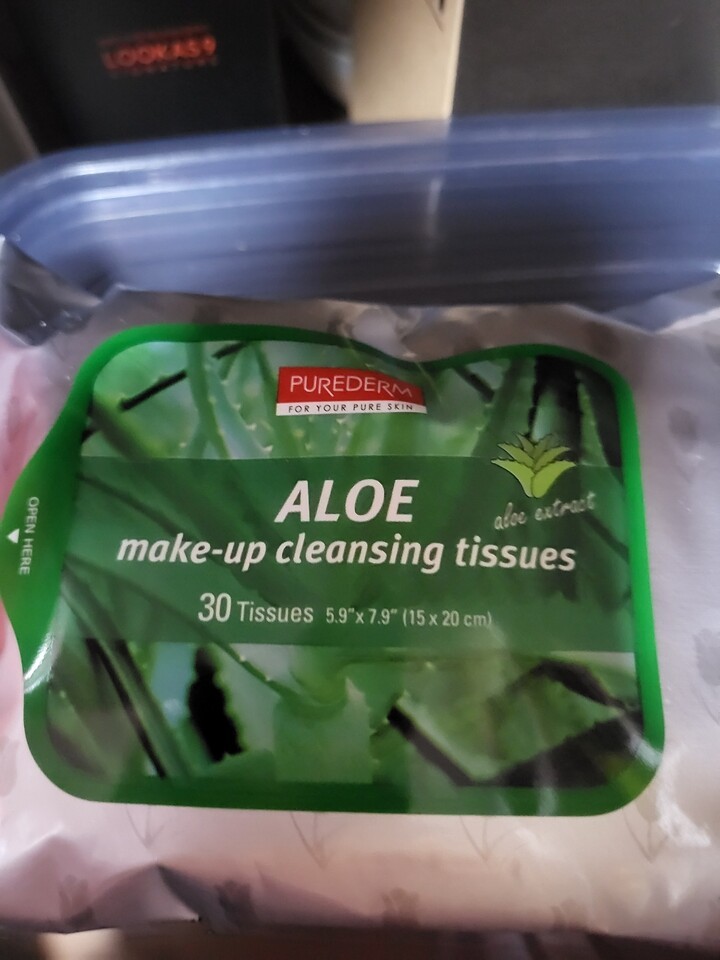 LOOKAS9
PUREDERM
FOR YOUR PURE SKIN
ALOE
aloe extract
make-up cleansing tissues
30 Tissues 5.9"x 7.9" (15 x 20 cm)
OPEN HERE